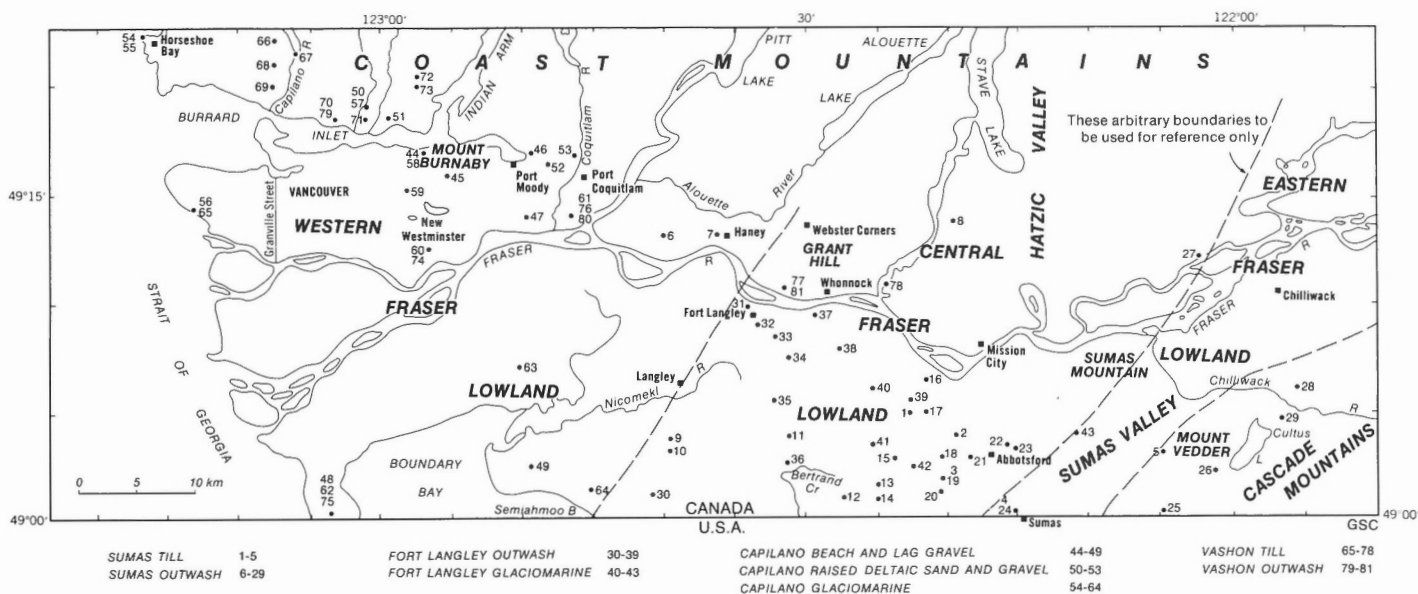 123°00'
30'
122°00'
54
55
Horseshoe
Bay
66
67
68
69
R
Capilano
C O A S T M O U N T A I N S
INDIAN ARM
72
73
50
57
70
79
71
51
BURRARD
INLET
R
Coquitlam
PITT
LAKE
ALOUETTE
LAKE
STAVE
LAKE
HATZIC VALLEY
These arbitrary boundaries to
be used for reference only
MOUNT
BURNABY
44
58
45
46
53
52
Port
Moody
Port
Coquitlam
49°15'
49°15'
VANCOUVER
Granville Street
59
56
65
WESTERN
New
Westminster
60
74
47
61
76
80
Alouette
River
6
7
Haney
Webster Corners
GRANT
HILL
8
CENTRAL
EASTERN
27
FRASER
R
Chilliwack
FRASER
FRASER
R
77
81
Whonnock
78
31
Fort Langley
32
37
FRASER
33
34
38
Mission
City
SUMAS
MOUNTAIN
LOWLAND
STRAIT
OF
GEORGIA
FRASER
63
LOWLAND
Langley
Nicomekl
R
35
40
16
39
1
17
LOWLAND
Chilliwack
R
28
29
SUMAS VALLEY
MOUNT
VEDDER
Cultus
L
26
5
CASCADE
MOUNTAINS
9
10
11
36
Bertrand
Cr
41
15
42
2
18
3
19
20
21
22
23
Abbotsford
43
13
14
12
4
24
25
Sumas
BOUNDARY
BAY
49
48
62
75
64
30
Semiahmoo B
CANADA
U.S.A.
0 5 10 km
49°00'
49°00'
GSC
SUMAS TILL 1-5
SUMAS OUTWASH 6-29
FORT LANGLEY OUTWASH 30-39
FORT LANGLEY GLACIOMARINE 40-43
CAPILANO BEACH AND LAG GRAVEL 44-49
CAPILANO RAISED DELTAIC SAND AND GRAVEL 50-53
CAPILANO GLACIOMARINE 54-64
VASHON TILL 65-78
VASHON OUTWASH 79-81